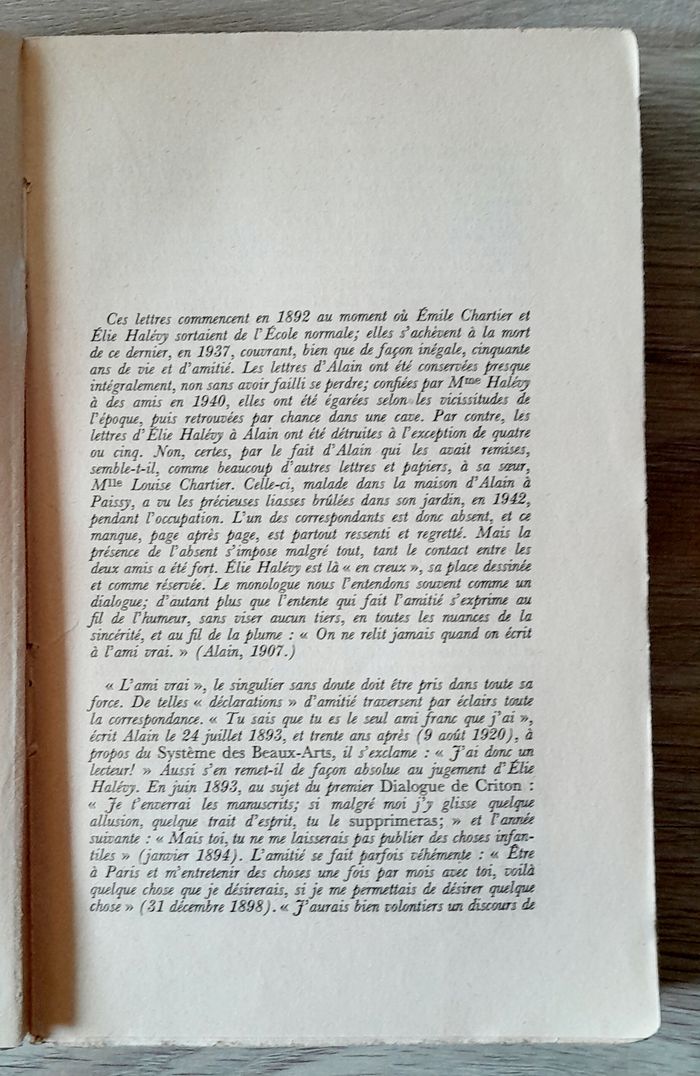 Ces lettres commencent en 1892 au moment où Émile Chartier et
Élie Halévy sortaient de l'École normale; elles s'achèvent à la mort
de ce dernier, en 1937, couvrant, bien que de façon inégale, cinquante
ans de vie et d'amitié. Les lettres d'Alain ont été conservées presque
intégralement, non sans avoir failli se perdre; confiées par Mme Halévy
à des amis en 1940, elles ont été égarées selon les vicissitudes de
l'époque, puis retrouvées par chance dans une cave. Par contre, les
lettres d'Élie Halévy à Alain ont été détruites à l'exception de quatre
ou cinq. Non, certes, par le fait d'Alain qui les avait remises,
semble-t-il, comme beaucoup d'autres lettres et papiers, à sa sœur,
Mlle Louise Chartier. Celle-ci, malade dans la maison d'Alain à
Paissy, a vu les précieuses liasses brûlées dans son jardin, en 1942,
pendant l'occupation. L'un des correspondants est donc absent, et ce
manque, page après page, est partout ressenti et regretté. Mais la
présence de l'absent s'impose malgré tout, tant le contact entre les
deux amis a été fort. Élie Halévy est là « en creux », sa place dessinée
et comme réservée. Le monologue nous l'entendons souvent comme un
dialogue; d'autant plus que l'entente qui fait l'amitié s'exprime au
fil de l'humeur, sans viser aucun tiers, en toutes les nuances de la
sincérité, et au fil de la plume : « On ne relit jamais quand on écrit
à l'ami vrai. » (Alain, 1907.)
« L'ami vrai », le singulier sans doute doit être pris dans toute sa
force. De telles « déclarations » d'amitié traversent par éclairs toute
la correspondance. « Tu sais que tu es le seul ami franc que j'ai »,
écrit Alain le 24 juillet 1893, et trente ans après (9 août 1920), à
propos du Système des Beaux-Arts, il s'exclame : « J'ai donc un
lecteur! » Aussi s'en remet-il de façon absolue au jugement d'Élie
Halévy. En juin 1893, au sujet du premier Dialogue de Criton :
« Je t'enverrai les manuscrits; si malgré moi j'y glisse quelque
allusion, quelque trait d'esprit, tu le supprimeras; » et l'année
suivante : « Mais toi, tu ne me laisserais pas publier des choses infan-
tiles » (janvier 1894). L'amitié se fait parfois véhémente : « Être
à Paris et m'entretenir des choses une fois par mois avec toi, voilà
quelque chose que je désirerais, si je me permettais de désirer quelque
chose » (31 décembre 1898). « J'aurais bien volontiers un discours de